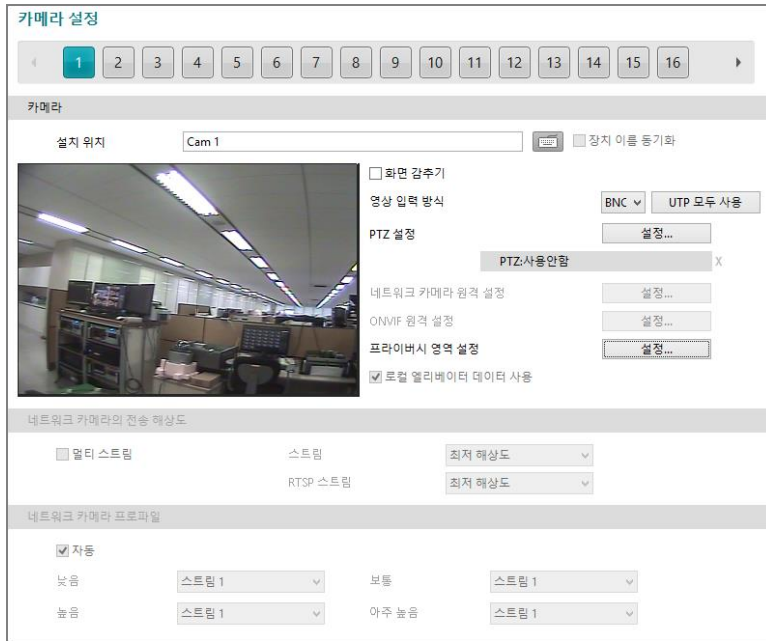 카메라 설정
1 2 3 4 5 6 7 8 9 10 11 12 13 14 15 16
카메라
설치 위치 Cam 1 장치 이름 동기화
화면 감추기
영상 입력 방식 BNC UTP 모두 사용
PTZ 설정 설정...
PTZ:사용안함 X
네트워크 카메라 원격 설정 설정...
ONVIF 원격 설정 설정...
프라이버시 영역 설정 설정...
로컬 엘리베이터 데이터 사용
네트워크 카메라의 전송 해상도
멀티 스트림 스트림 최저 해상도
RTSP 스트림 최저 해상도
네트워크 카메라 프로파일
자동
낮음 스트림 1 보통 스트림 1
높음 스트림 1 아주 높음 스트림 1